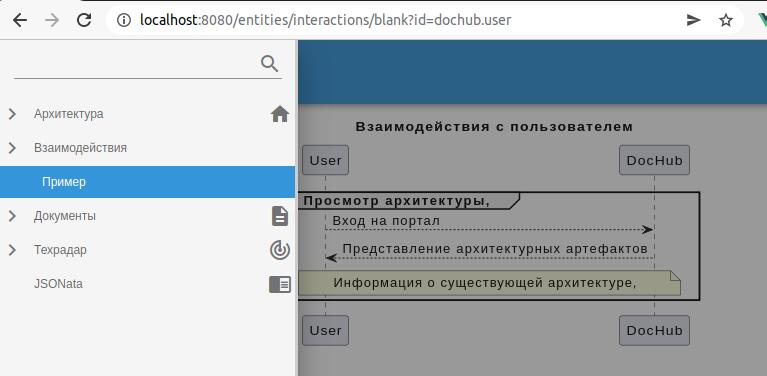 localhost:8080/entities/interactions/blank?id=dochub.user
Архитектура
Взаимодействия
Пример
Документы
Техрадар
JSONata
Взаимодействия с пользователем
User DocHub
Просмотр архитектуры,
Вход на портал
Представление архитектурных артефактов
Информация о существующей архитектуре,
User DocHub